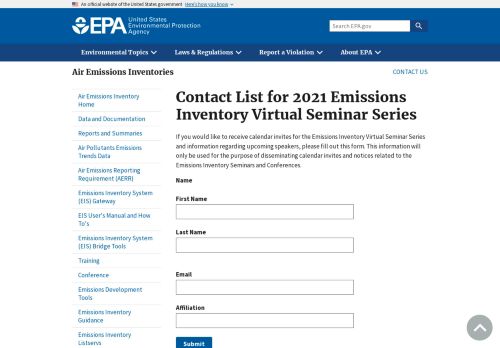 An official website of the United States government Here's how you know
EPA United States
Environmental Protection
Agency
Search EPA.gov
Environmental Topics
Laws & Regulations
Report a Violation
About EPA
Air Emissions Inventories
CONTACT US
Air Emissions Inventory
Home
Data and Documentation
Reports and Summaries
Air Pollutants Emissions
Trends Data
Air Emissions Reporting
Requirement (AERR)
Emissions Inventory System
(EIS) Gateway
EIS User's Manual and How
To's
Emissions Inventory System
(EIS) Bridge Tools
Training
Conference
Emissions Development
Tools
Emissions Inventory
Guidance
Emissions Inventory
Listservs
Contact List for 2021 Emissions
Inventory Virtual Seminar Series
If you would like to receive calendar invites for the Emissions Inventory Virtual Seminar Series
and information regarding upcoming speakers, please fill out this form. This information will
only be used for the purpose of disseminating calendar invites and notices related to the
Emissions Inventory Seminars and Conferences.
Name
First Name
Last Name
Email
Affiliation
Submit